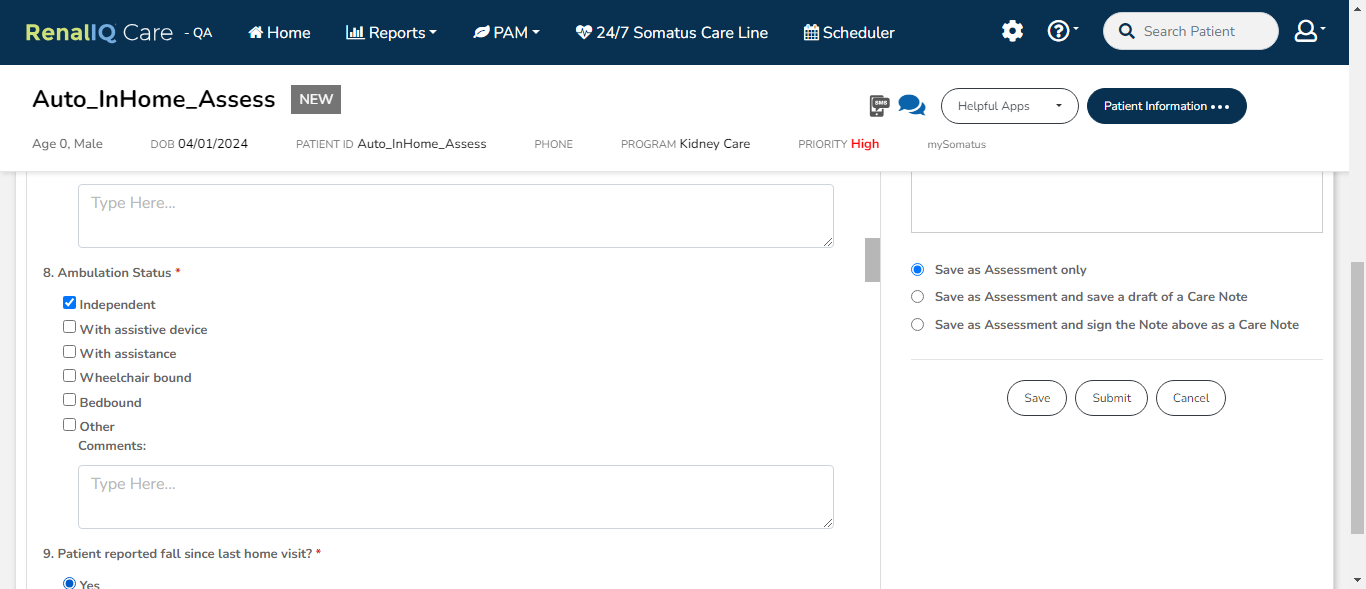 RenalIQ Care - QA Home Reports PAM 24/7 Somatus Care Line Scheduler Search Patient
Auto_InHome_Assess NEW
SMS Helpful Apps Patient Information
Age 0, Male DOB 04/01/2024 PATIENT ID Auto_InHome_Assess PHONE PROGRAM Kidney Care PRIORITY High mySomatus
Type Here...
8. Ambulation Status *
Independent
With assistive device
With assistance
Wheelchair bound
Bedbound
Other
Comments:
Type Here...
9. Patient reported fall since last home visit? *
Yes
Save as Assessment only
Save as Assessment and save a draft of a Care Note
Save as Assessment and sign the Note above as a Care Note
Save Submit Cancel